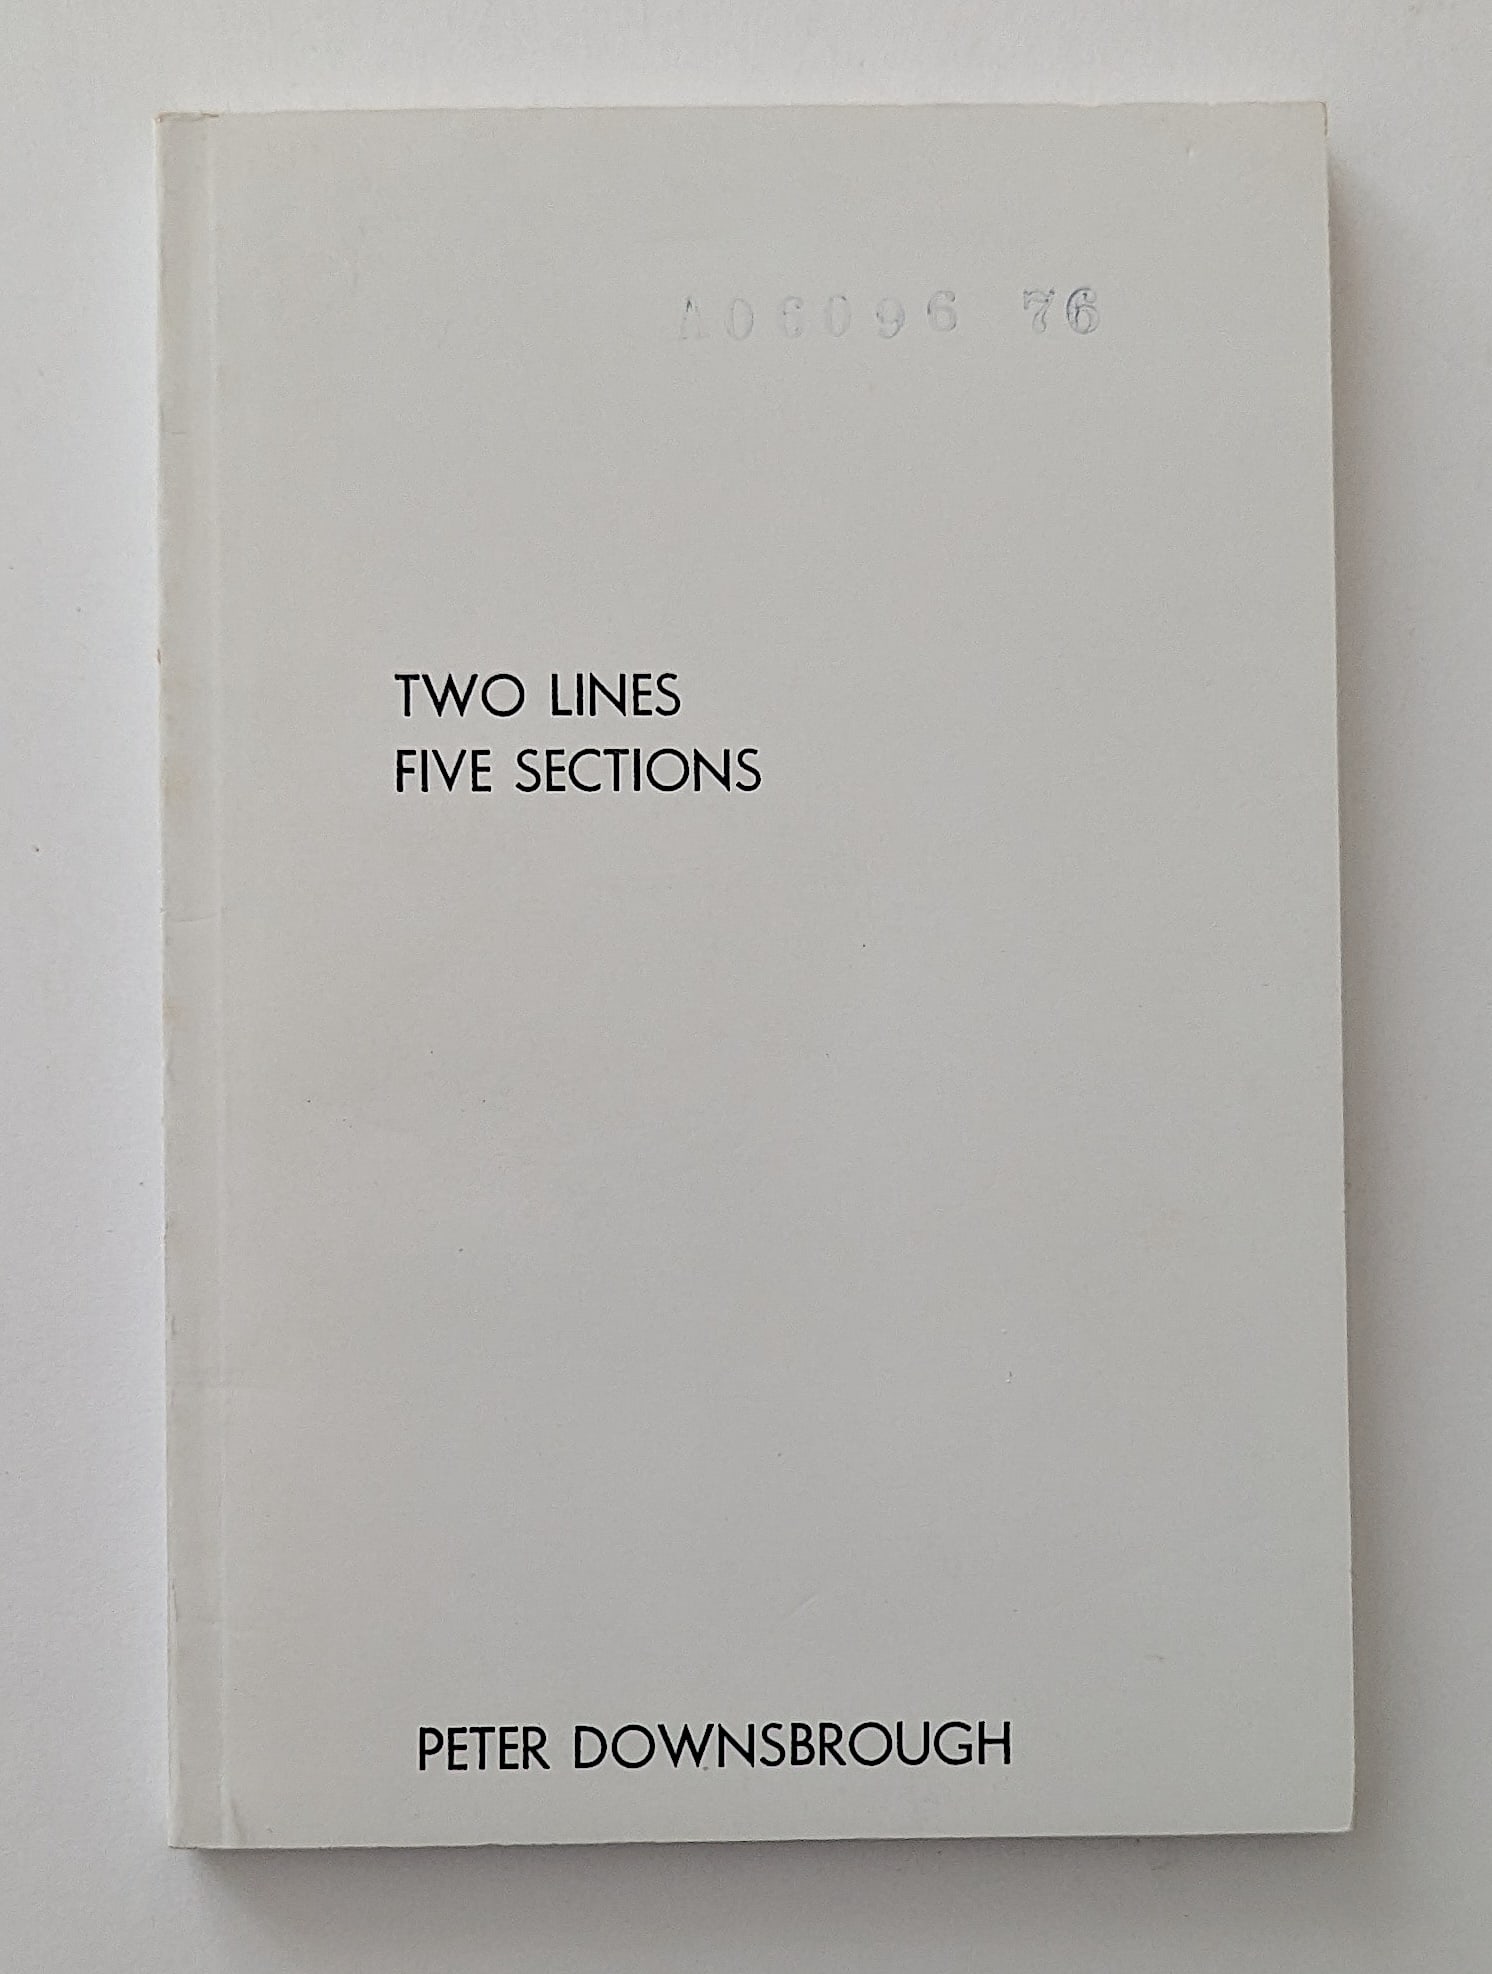 A06096 76
TWO LINES
FIVE SECTIONS
PETER DOWNSBROUGH